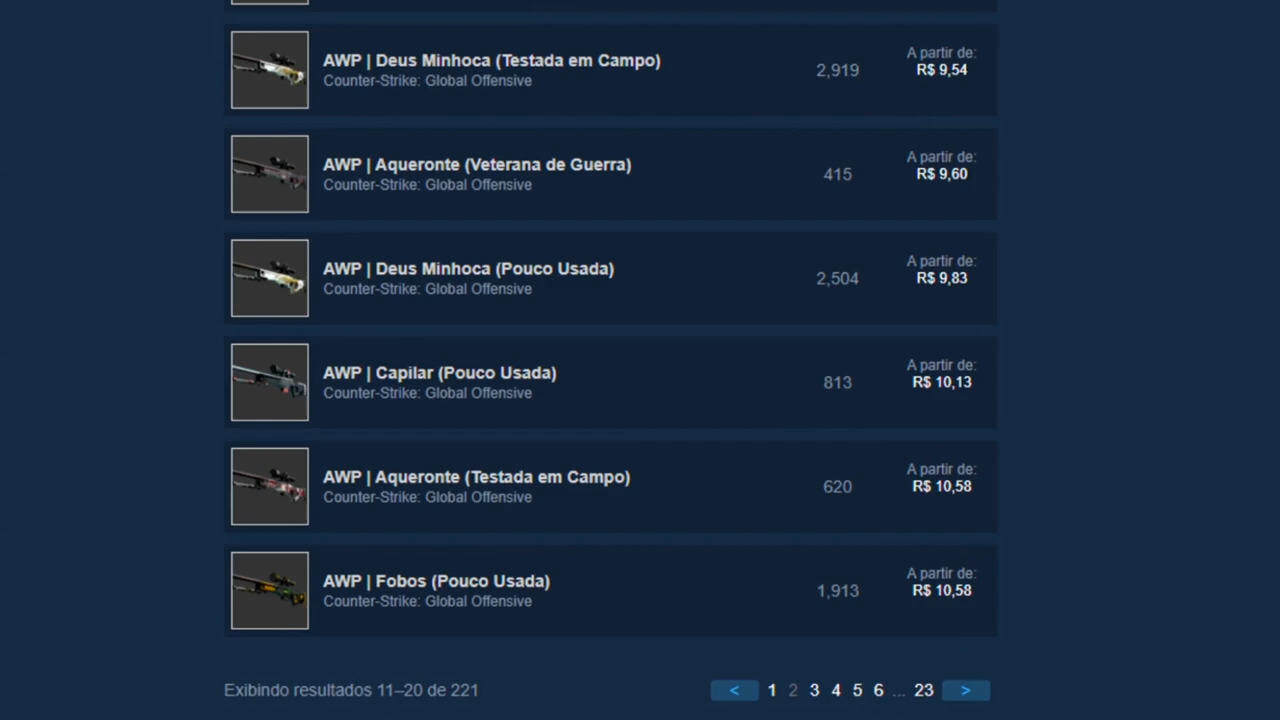 AWP | Deus Minhoca (Testada em Campo)
Counter-Strike: Global Offensive
2,919
A partir de:
R$ 9,54
AWP | Aqueronte (Veterana de Guerra)
Counter-Strike: Global Offensive
415
A partir de:
R$ 9,60
AWP | Deus Minhoca (Pouco Usada)
Counter-Strike: Global Offensive
2,504
A partir de:
R$ 9,83
AWP | Capilar (Pouco Usada)
Counter-Strike: Global Offensive
813
A partir de:
R$ 10,13
AWP | Aqueronte (Testada em Campo)
Counter-Strike: Global Offensive
620
A partir de:
R$ 10,58
AWP | Fobos (Pouco Usada)
Counter-Strike: Global Offensive
1,913
A partir de:
R$ 10,58
Exibindo resultados 11–20 de 221
< 1 2 3 4 5 6 ... 23 >